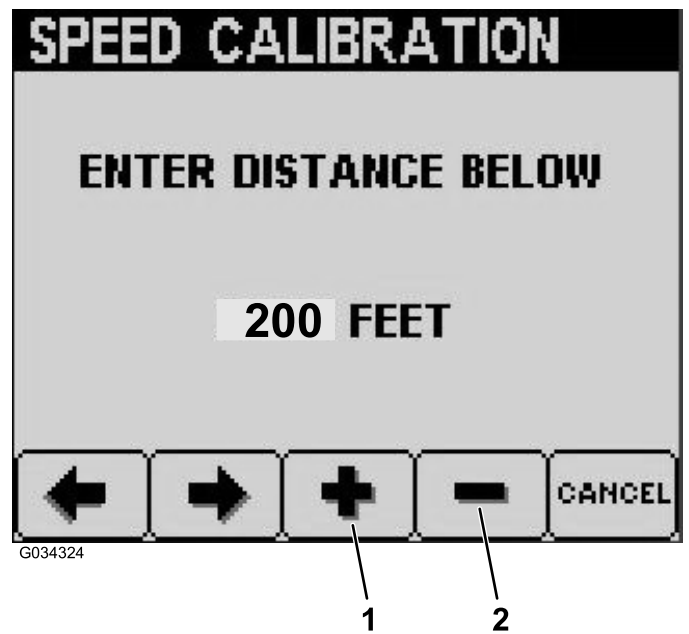 SPEED CALIBRATION
ENTER DISTANCE BELOW
200 FEET
CANCEL
G034324
1 2